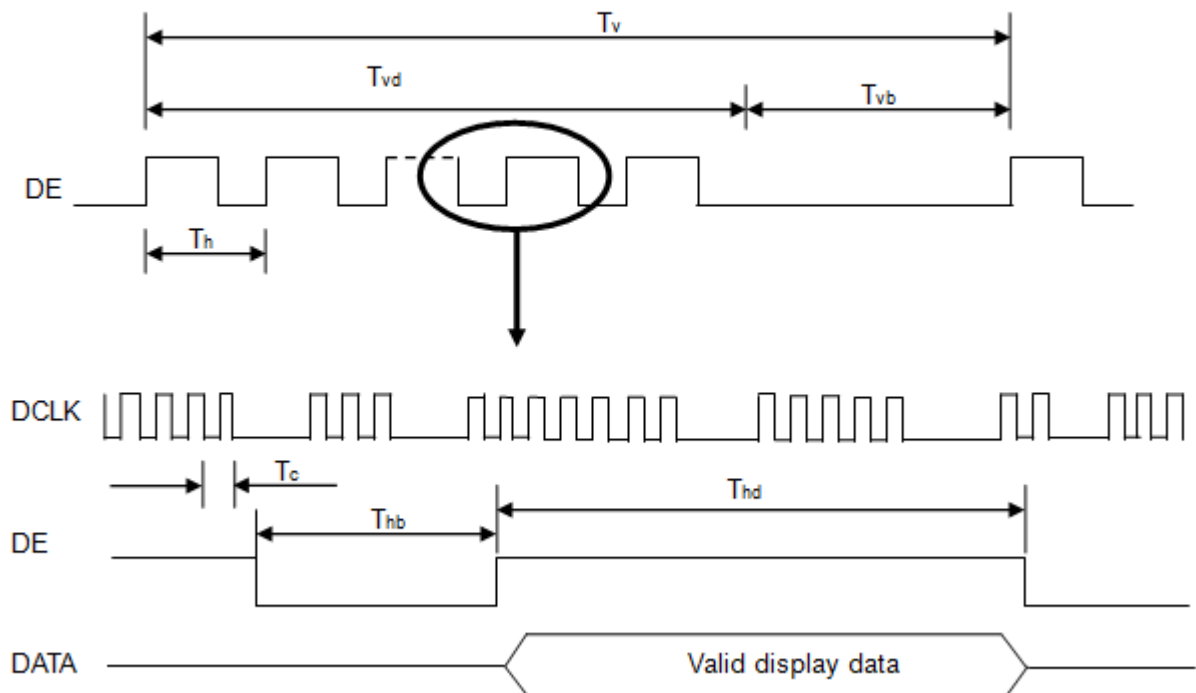 Tv
Tvd
Tvb
DE
Th
DCLK
Tc
Thd
Thb
DE
DATA
Valid display data